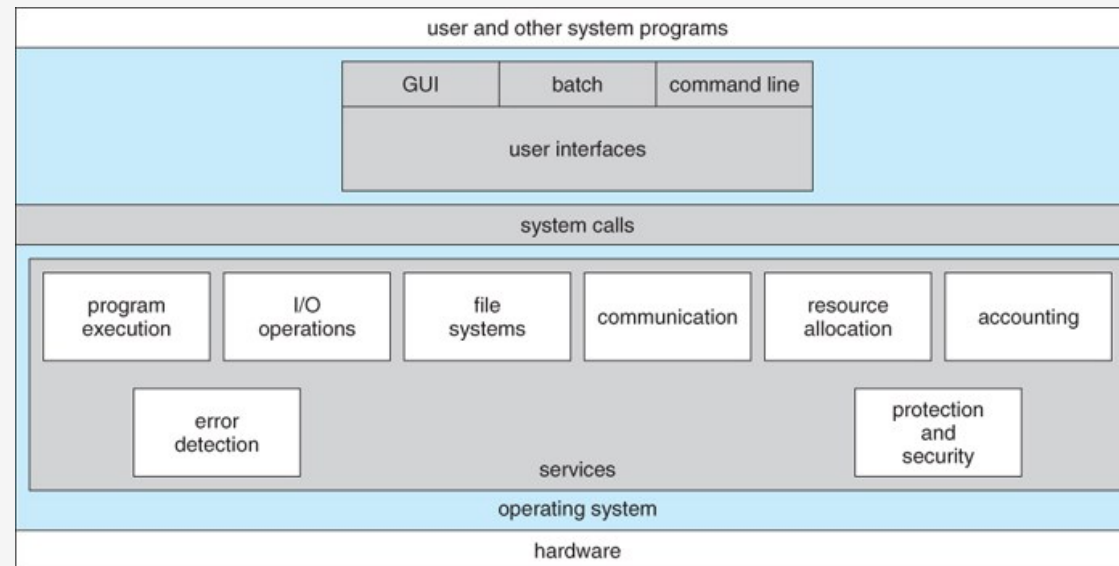 user and other system programs
GUI
batch
command line
user interfaces
system calls
program
execution
I/O
operations
file
systems
communication
resource
allocation
accounting
error
detection
protection
and
security
services
operating system
hardware